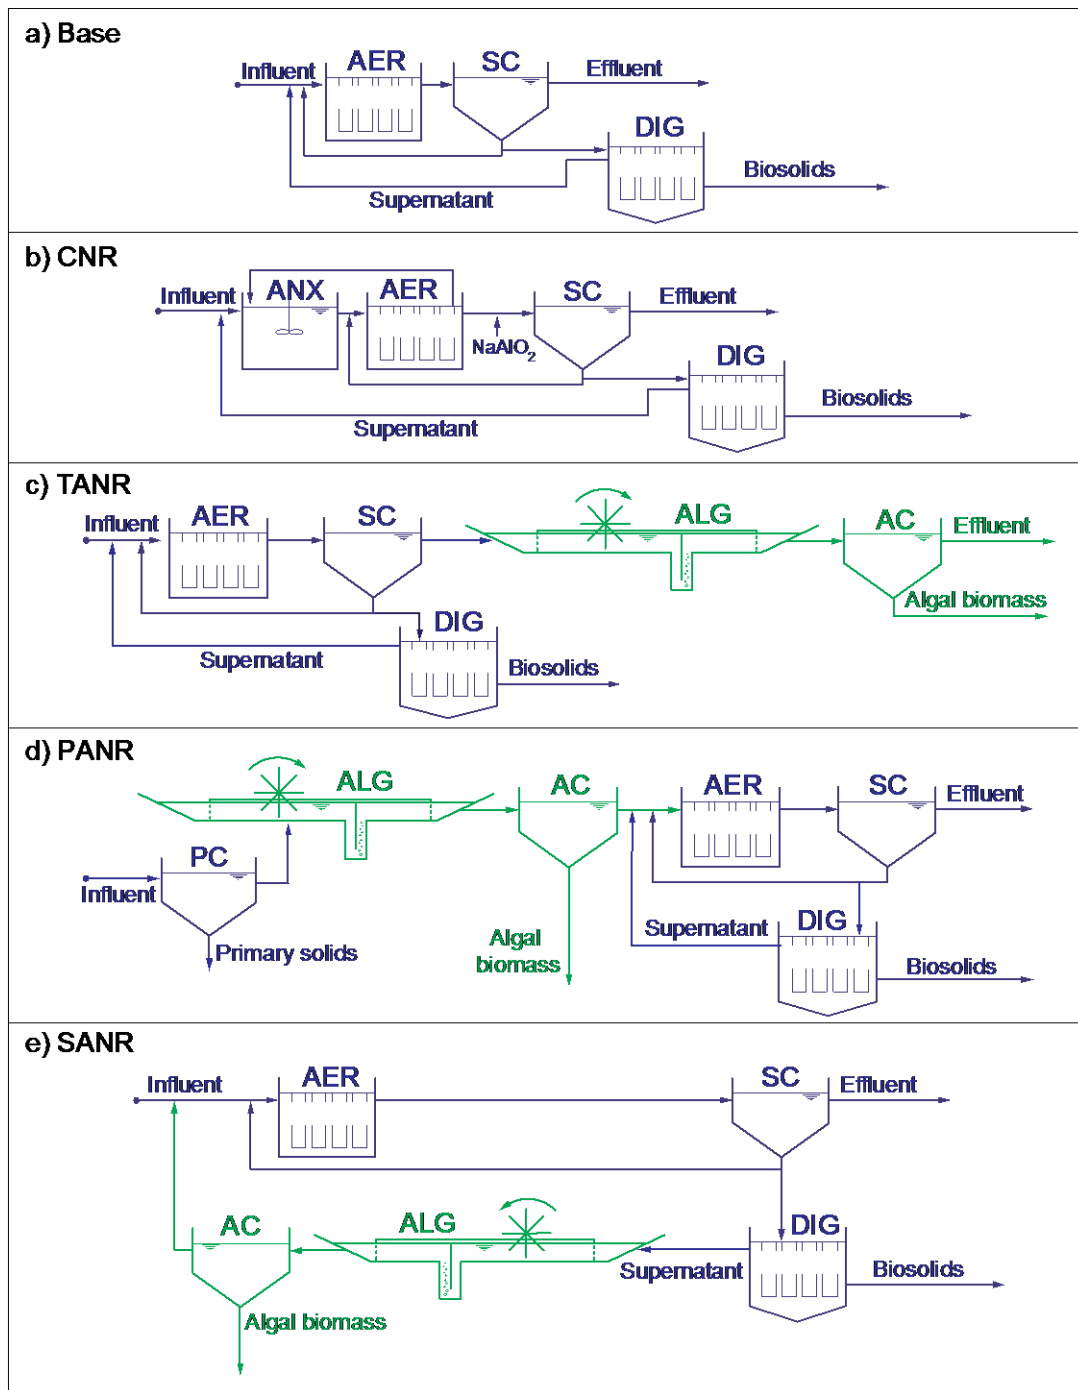 a) Base
Influent
AER
SC
Effluent
DIG
Supernatant
Biosolids
b) CNR
Influent
ANX
AER
SC
Effluent
NaAlO2
DIG
Supernatant
Biosolids
c) TANR
Influent
AER
SC
ALG
AC
Effluent
Algal biomass
DIG
Supernatant
Biosolids
d) PANR
ALG
AC
AER
SC
Effluent
PC
Influent
Primary solids
Algal
biomass
Supernatant
DIG
Biosolids
e) SANR
Influent
AER
SC
Effluent
AC
ALG
DIG
Supernatant
Biosolids
Algal biomass